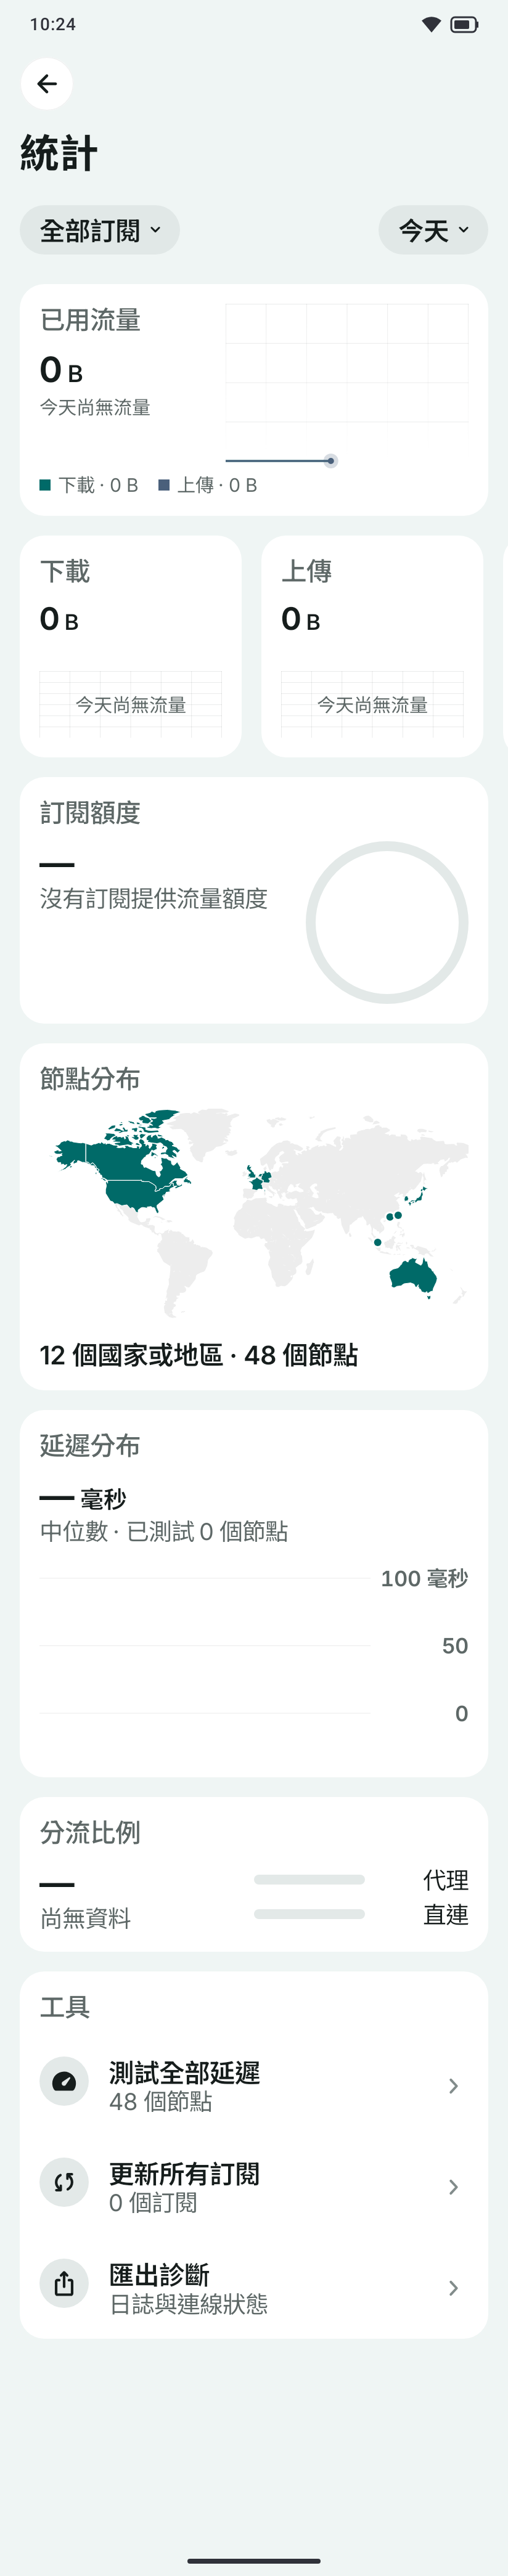 10:24
統計
全部訂閱
今天
已用流量
0 B
今天尚無流量
下載 · 0 B
上傳 · 0 B
下載
0 B
今天尚無流量
上傳
0 B
今天尚無流量
訂閱額度
—
沒有訂閱提供流量額度
節點分布
12 個國家或地區 · 48 個節點
延遲分布
— 毫秒
中位數 · 已測試 0 個節點
100 毫秒
50
0
分流比例
—
尚無資料
代理
直連
工具
測試全部延遲
48 個節點
更新所有訂閱
0 個訂閱
匯出診斷
日誌與連線狀態